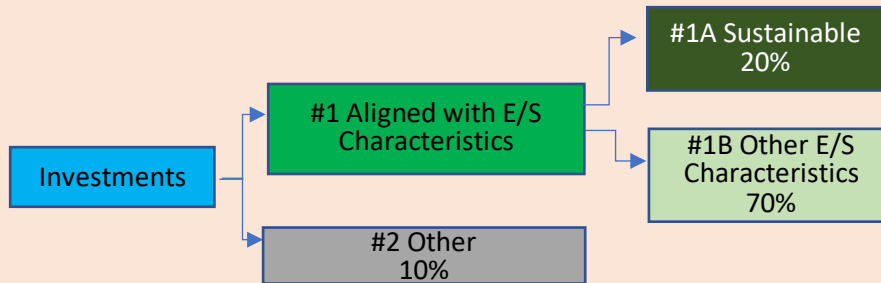 #1A Sustainable
20%
#1 Aligned with E/S
Characteristics
#1B Other E/S
Characteristics
70%
Investments
#2 Other
10%